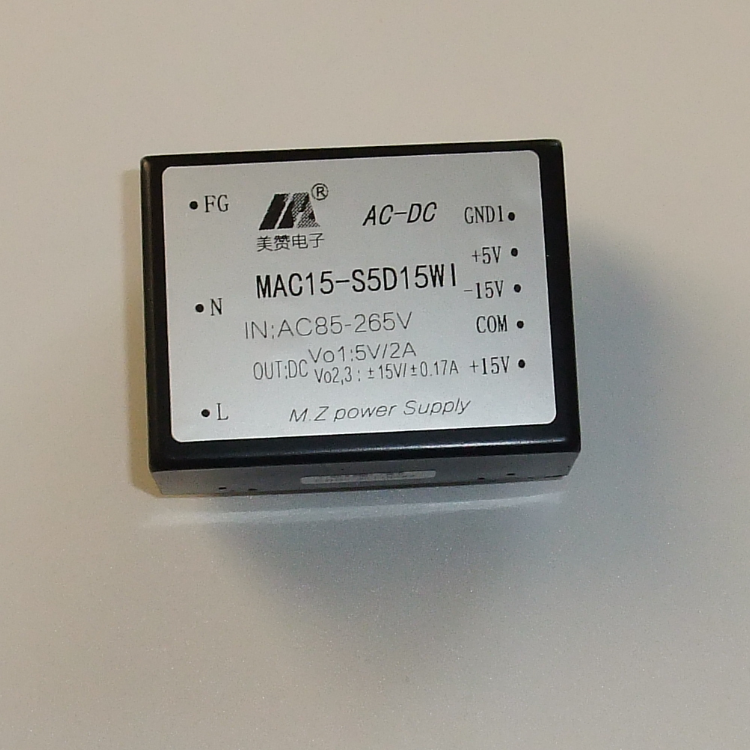 FG
®
AC-DC
GND1
美赞电子
+5V
MAC15-S5D15WI
-15V
N
IN:AC85-265V
COM
OUT:DC
Vo1:5V/2A
Vo2,3:±15V/±0.17A
+15V
L
M.Z power Supply